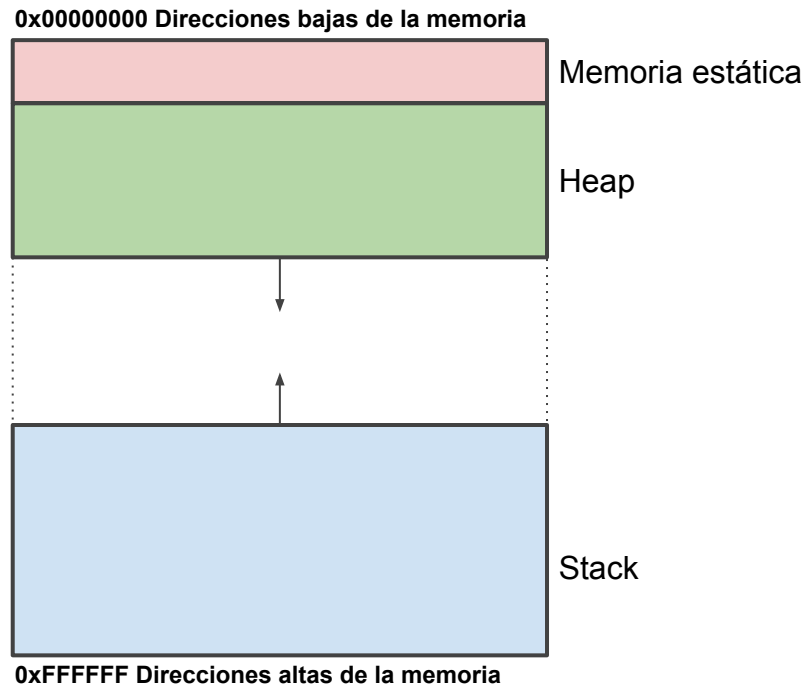 0x00000000 Direcciones bajas de la memoria
Memoria estática
Heap
Stack
0xFFFFFF Direcciones altas de la memoria